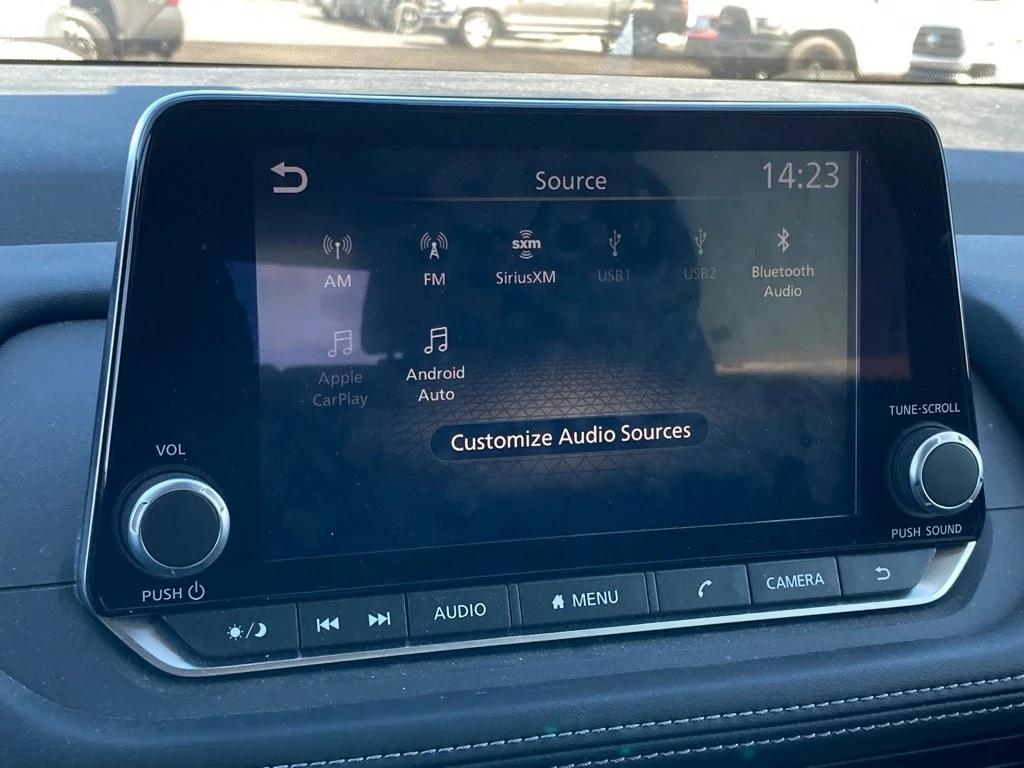 Source
14:23
AM
FM
sxm
SiriusXM
USB1
USB2
Bluetooth
Audio
Apple
CarPlay
Android
Auto
Customize Audio Sources
VOL
PUSH
TUNE·SCROLL
PUSH SOUND
AUDIO
MENU
CAMERA